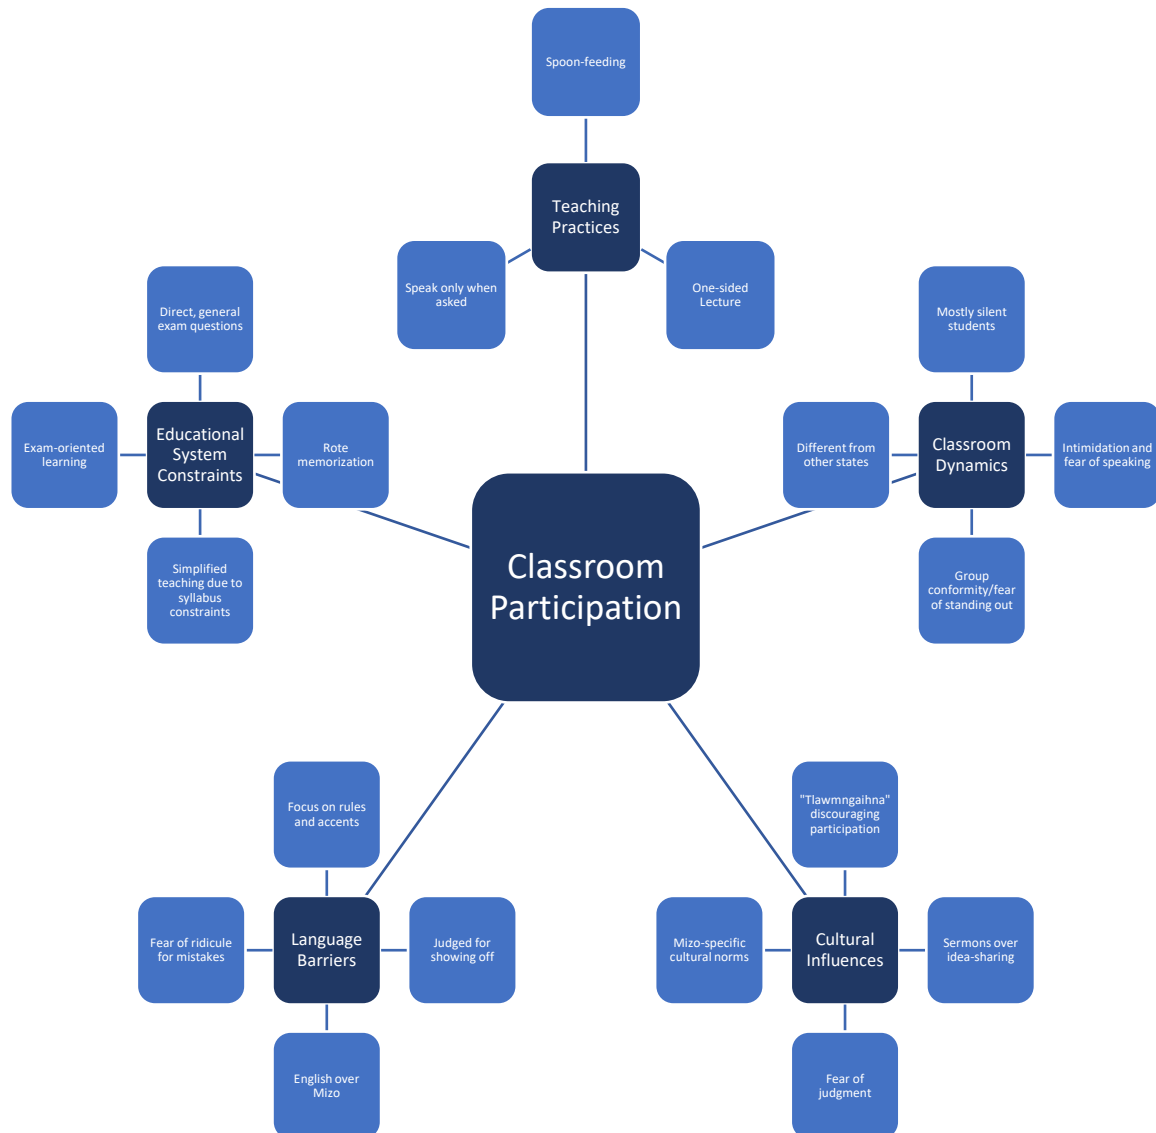 Spoon-feeding
Teaching
Practices
Speak only when
asked
One-sided
Lecture
Direct, general
exam questions
Mostly silent
students
Exam-oriented
learning
Educational
System
Constraints
Rote
memorization
Different from
other states
Classroom
Dynamics
Intimidation and
fear of speaking
Simplified
teaching due to
syllabus
constraints
Classroom
Participation
Group
conformity/fear
of standing out
Focus on rules
and accents
"Tlawmngaihna"
discouraging
participation
Fear of ridicule
for mistakes
Language
Barriers
Judged for
showing off
Mizo-specific
cultural norms
Cultural
Influences
Sermons over
idea-sharing
English over
Mizo
Fear of
judgment